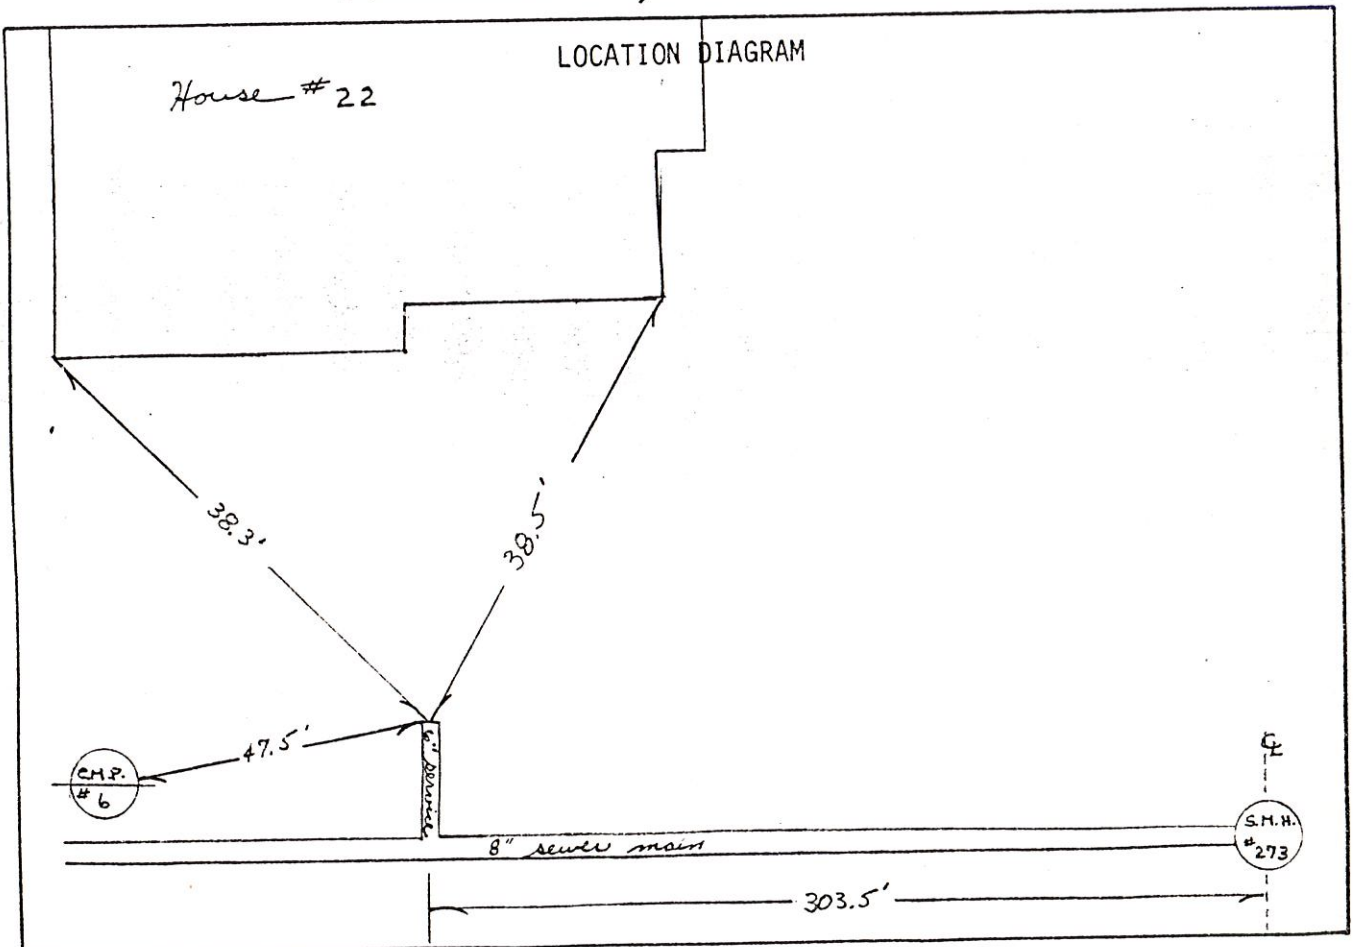 LOCATION DIAGRAM
House #22
38.3'
38.5'
47.5'
6" service
C.M.P.
#6
℄
S.M.H.
#273
8" sewer main
303.5'